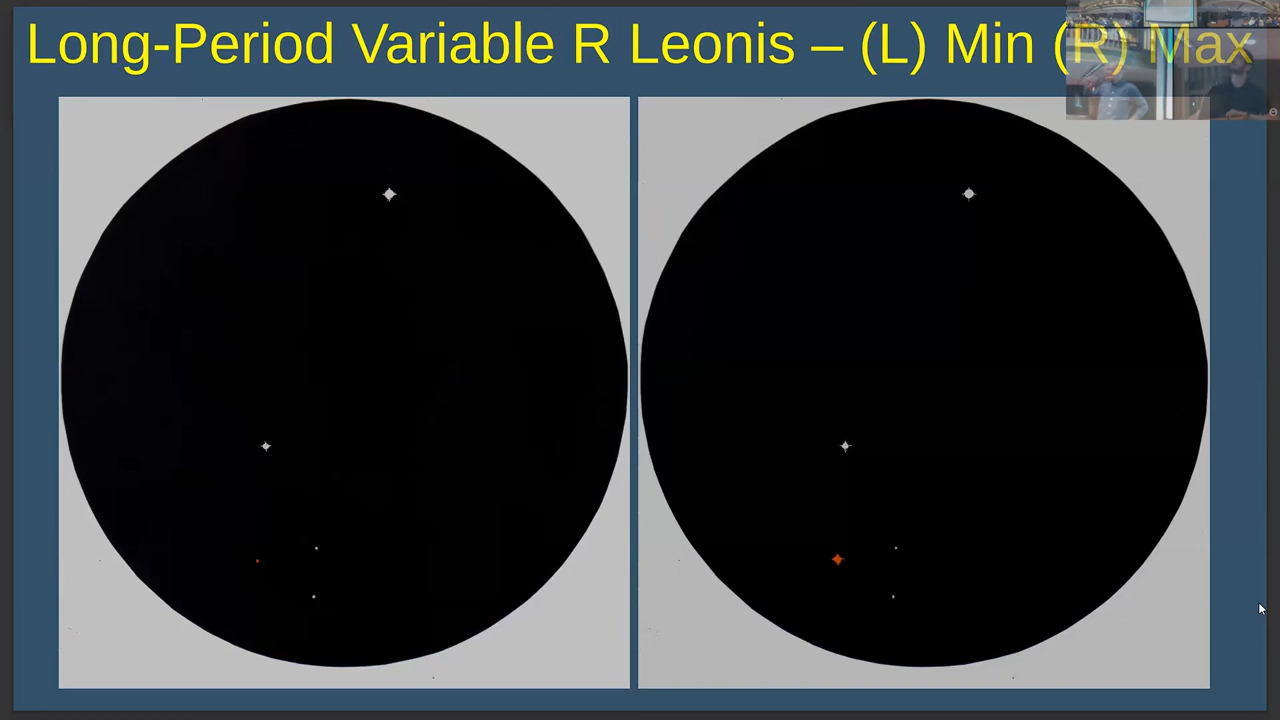 Long-Period Variable R Leonis – (L) Min (R) Max